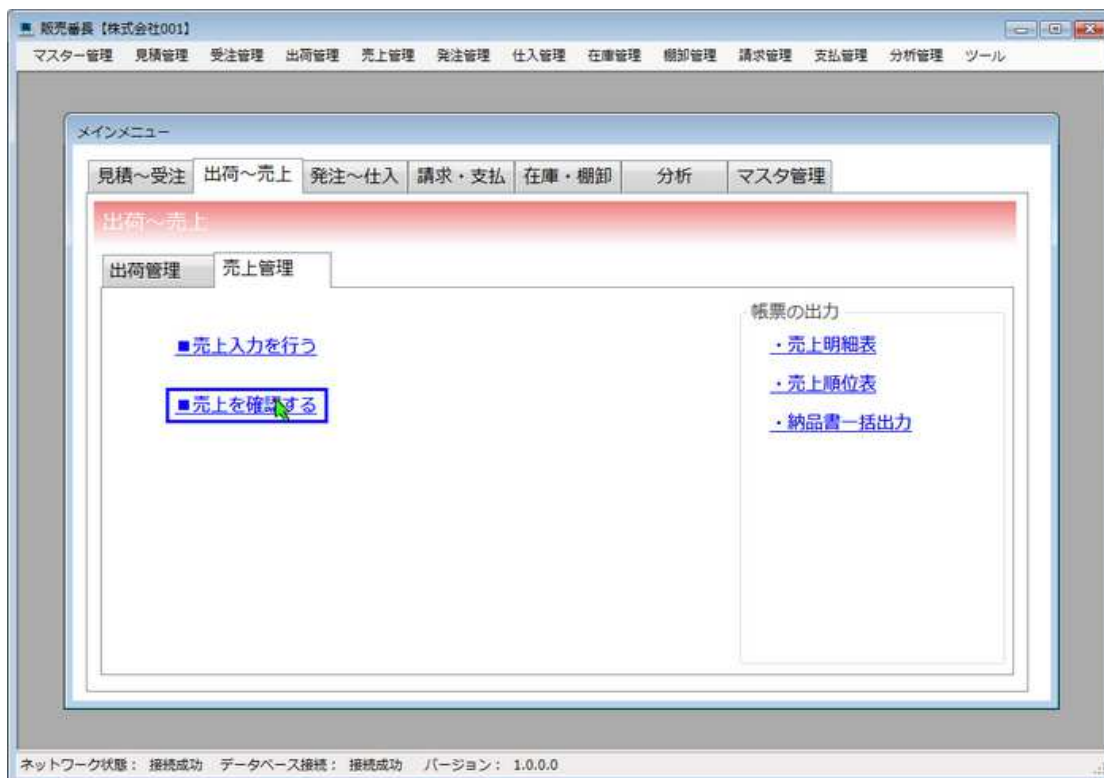 販売番長【株式会社001】
マスター管理 見積管理 受注管理 出荷管理 売上管理 発注管理 仕入管理 在庫管理 棚卸管理 請求管理 支払管理 分析管理 ツール
メインメニュー
見積～受注 出荷～売上 発注～仕入 請求・支払 在庫・棚卸 分析 マスタ管理
出荷～売上
出荷管理 売上管理
帳票の出力
■売上入力を行う
・売上明細表
・売上順位表
■売上を確認する
・納品書一括出力
ネットワーク状態： 接続成功 データベース接続： 接続成功 バージョン： 1.0.0.0